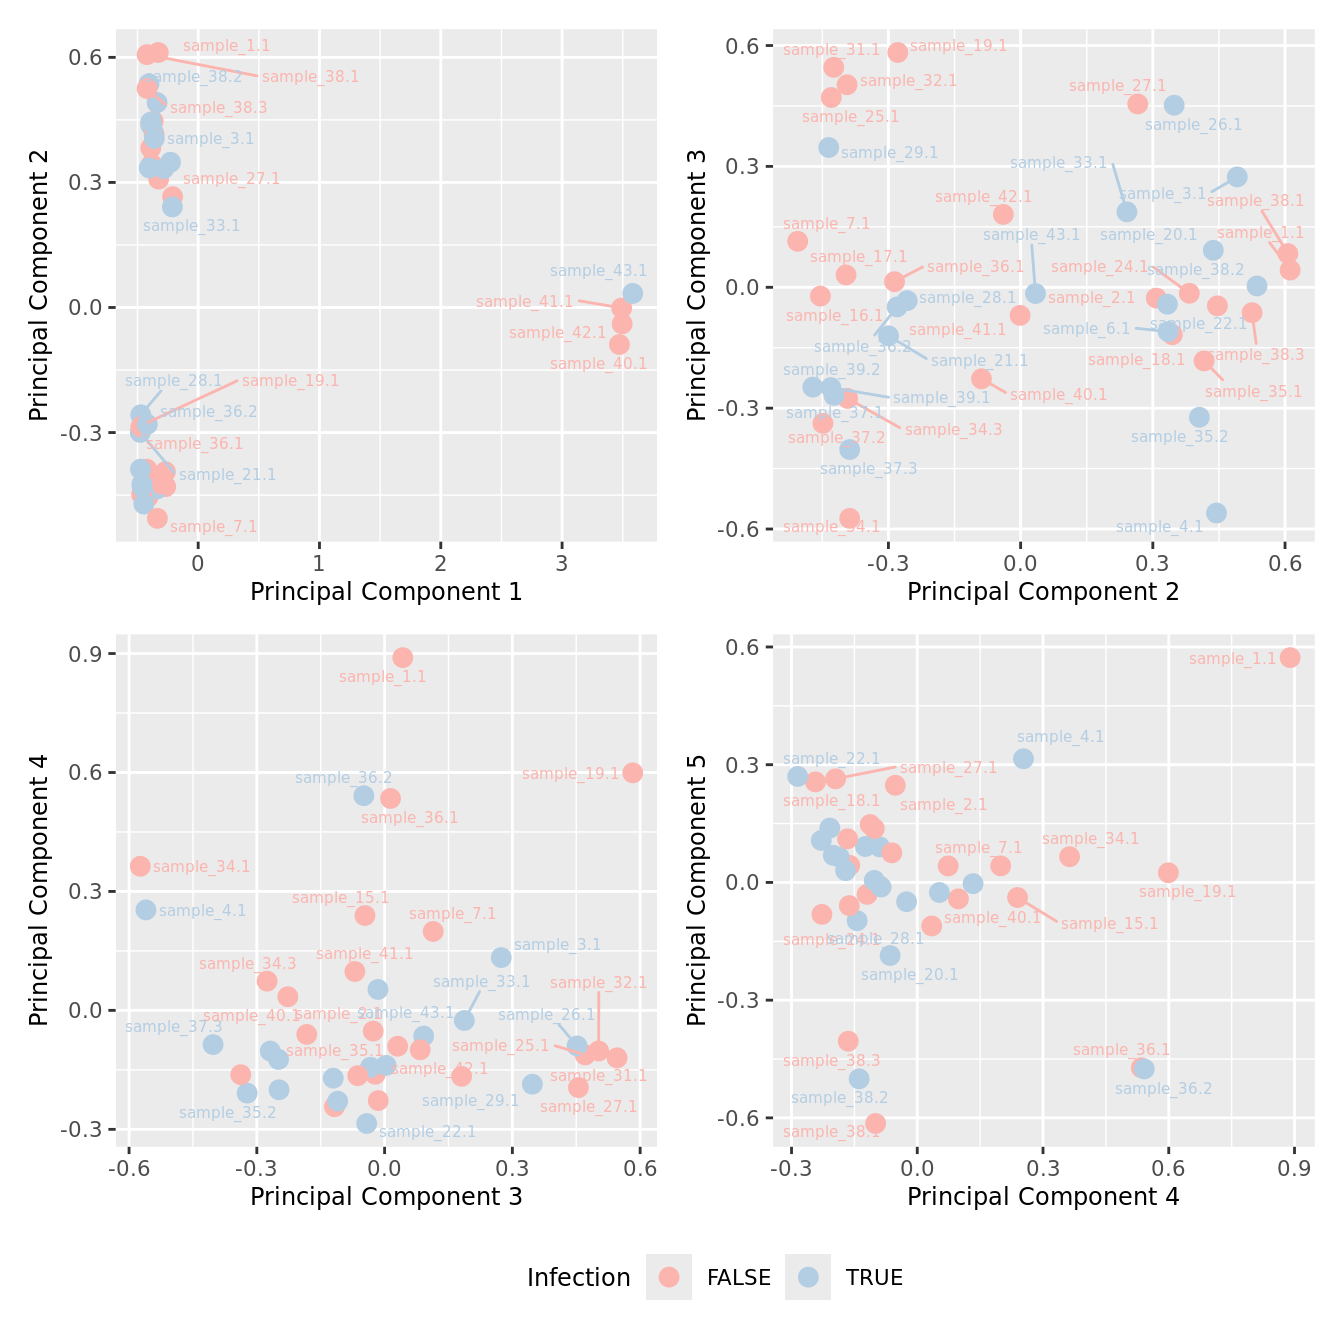 sample_1.1
sample_38.1
sample_38.2
sample_38.3
sample_3.1
sample_27.1
sample_33.1
sample_43.1
sample_41.1
sample_42.1
sample_40.1
sample_28.1
sample_19.1
sample_36.2
sample_36.1
sample_21.1
sample_7.1
0.6
0.3
0.0
-0.3
0
1
2
3
Principal Component 2
Principal Component 1
sample_31.1
sample_19.1
sample_32.1
sample_25.1
sample_27.1
sample_26.1
sample_29.1
sample_33.1
sample_3.1
sample_38.1
sample_42.1
sample_7.1
sample_43.1
sample_20.1
sample_1.1
sample_17.1
sample_36.1
sample_24.1
sample_38.2
sample_28.1
sample_2.1
sample_16.1
sample_41.1
sample_6.1
sample_22.1
sample_36.2
sample_21.1
sample_18.1
sample_38.3
sample_39.2
sample_39.1
sample_40.1
sample_35.1
sample_37.1
sample_34.3
sample_37.2
sample_35.2
sample_37.3
sample_34.1
sample_4.1
0.6
0.3
0.0
-0.3
-0.6
-0.3
0.0
0.3
0.6
Principal Component 3
Principal Component 2
sample_1.1
sample_36.2
sample_19.1
sample_36.1
sample_34.1
sample_15.1
sample_4.1
sample_7.1
sample_3.1
sample_41.1
sample_34.3
sample_33.1
sample_32.1
sample_40.1
sample_2.1
sample_43.1
sample_26.1
sample_37.3
sample_35.1
sample_25.1
sample_42.1
sample_31.1
sample_29.1
sample_27.1
sample_35.2
sample_22.1
0.9
0.6
0.3
0.0
-0.3
-0.6
-0.3
0.0
0.3
0.6
Principal Component 4
Principal Component 3
sample_1.1
sample_4.1
sample_22.1
sample_27.1
sample_18.1
sample_2.1
sample_34.1
sample_7.1
sample_19.1
sample_40.1
sample_15.1
sample_24.1
sample_28.1
sample_20.1
sample_38.3
sample_36.1
sample_38.2
sample_36.2
sample_38.1
0.6
0.3
0.0
-0.3
-0.6
-0.3
0.0
0.3
0.6
0.9
Principal Component 5
Principal Component 4
Infection
FALSE
TRUE